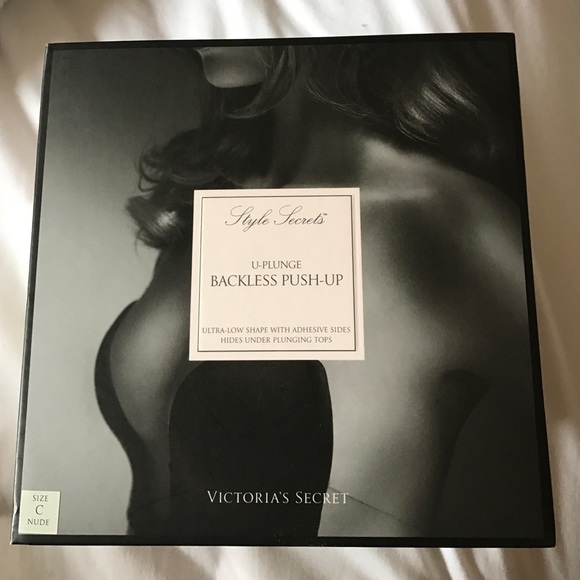 Style Secrets™
U-PLUNGE
BACKLESS PUSH-UP
ULTRA-LOW SHAPE WITH ADHESIVE SIDES
HIDES UNDER PLUNGING TOPS
VICTORIA'S SECRET
SIZE
C
NUDE